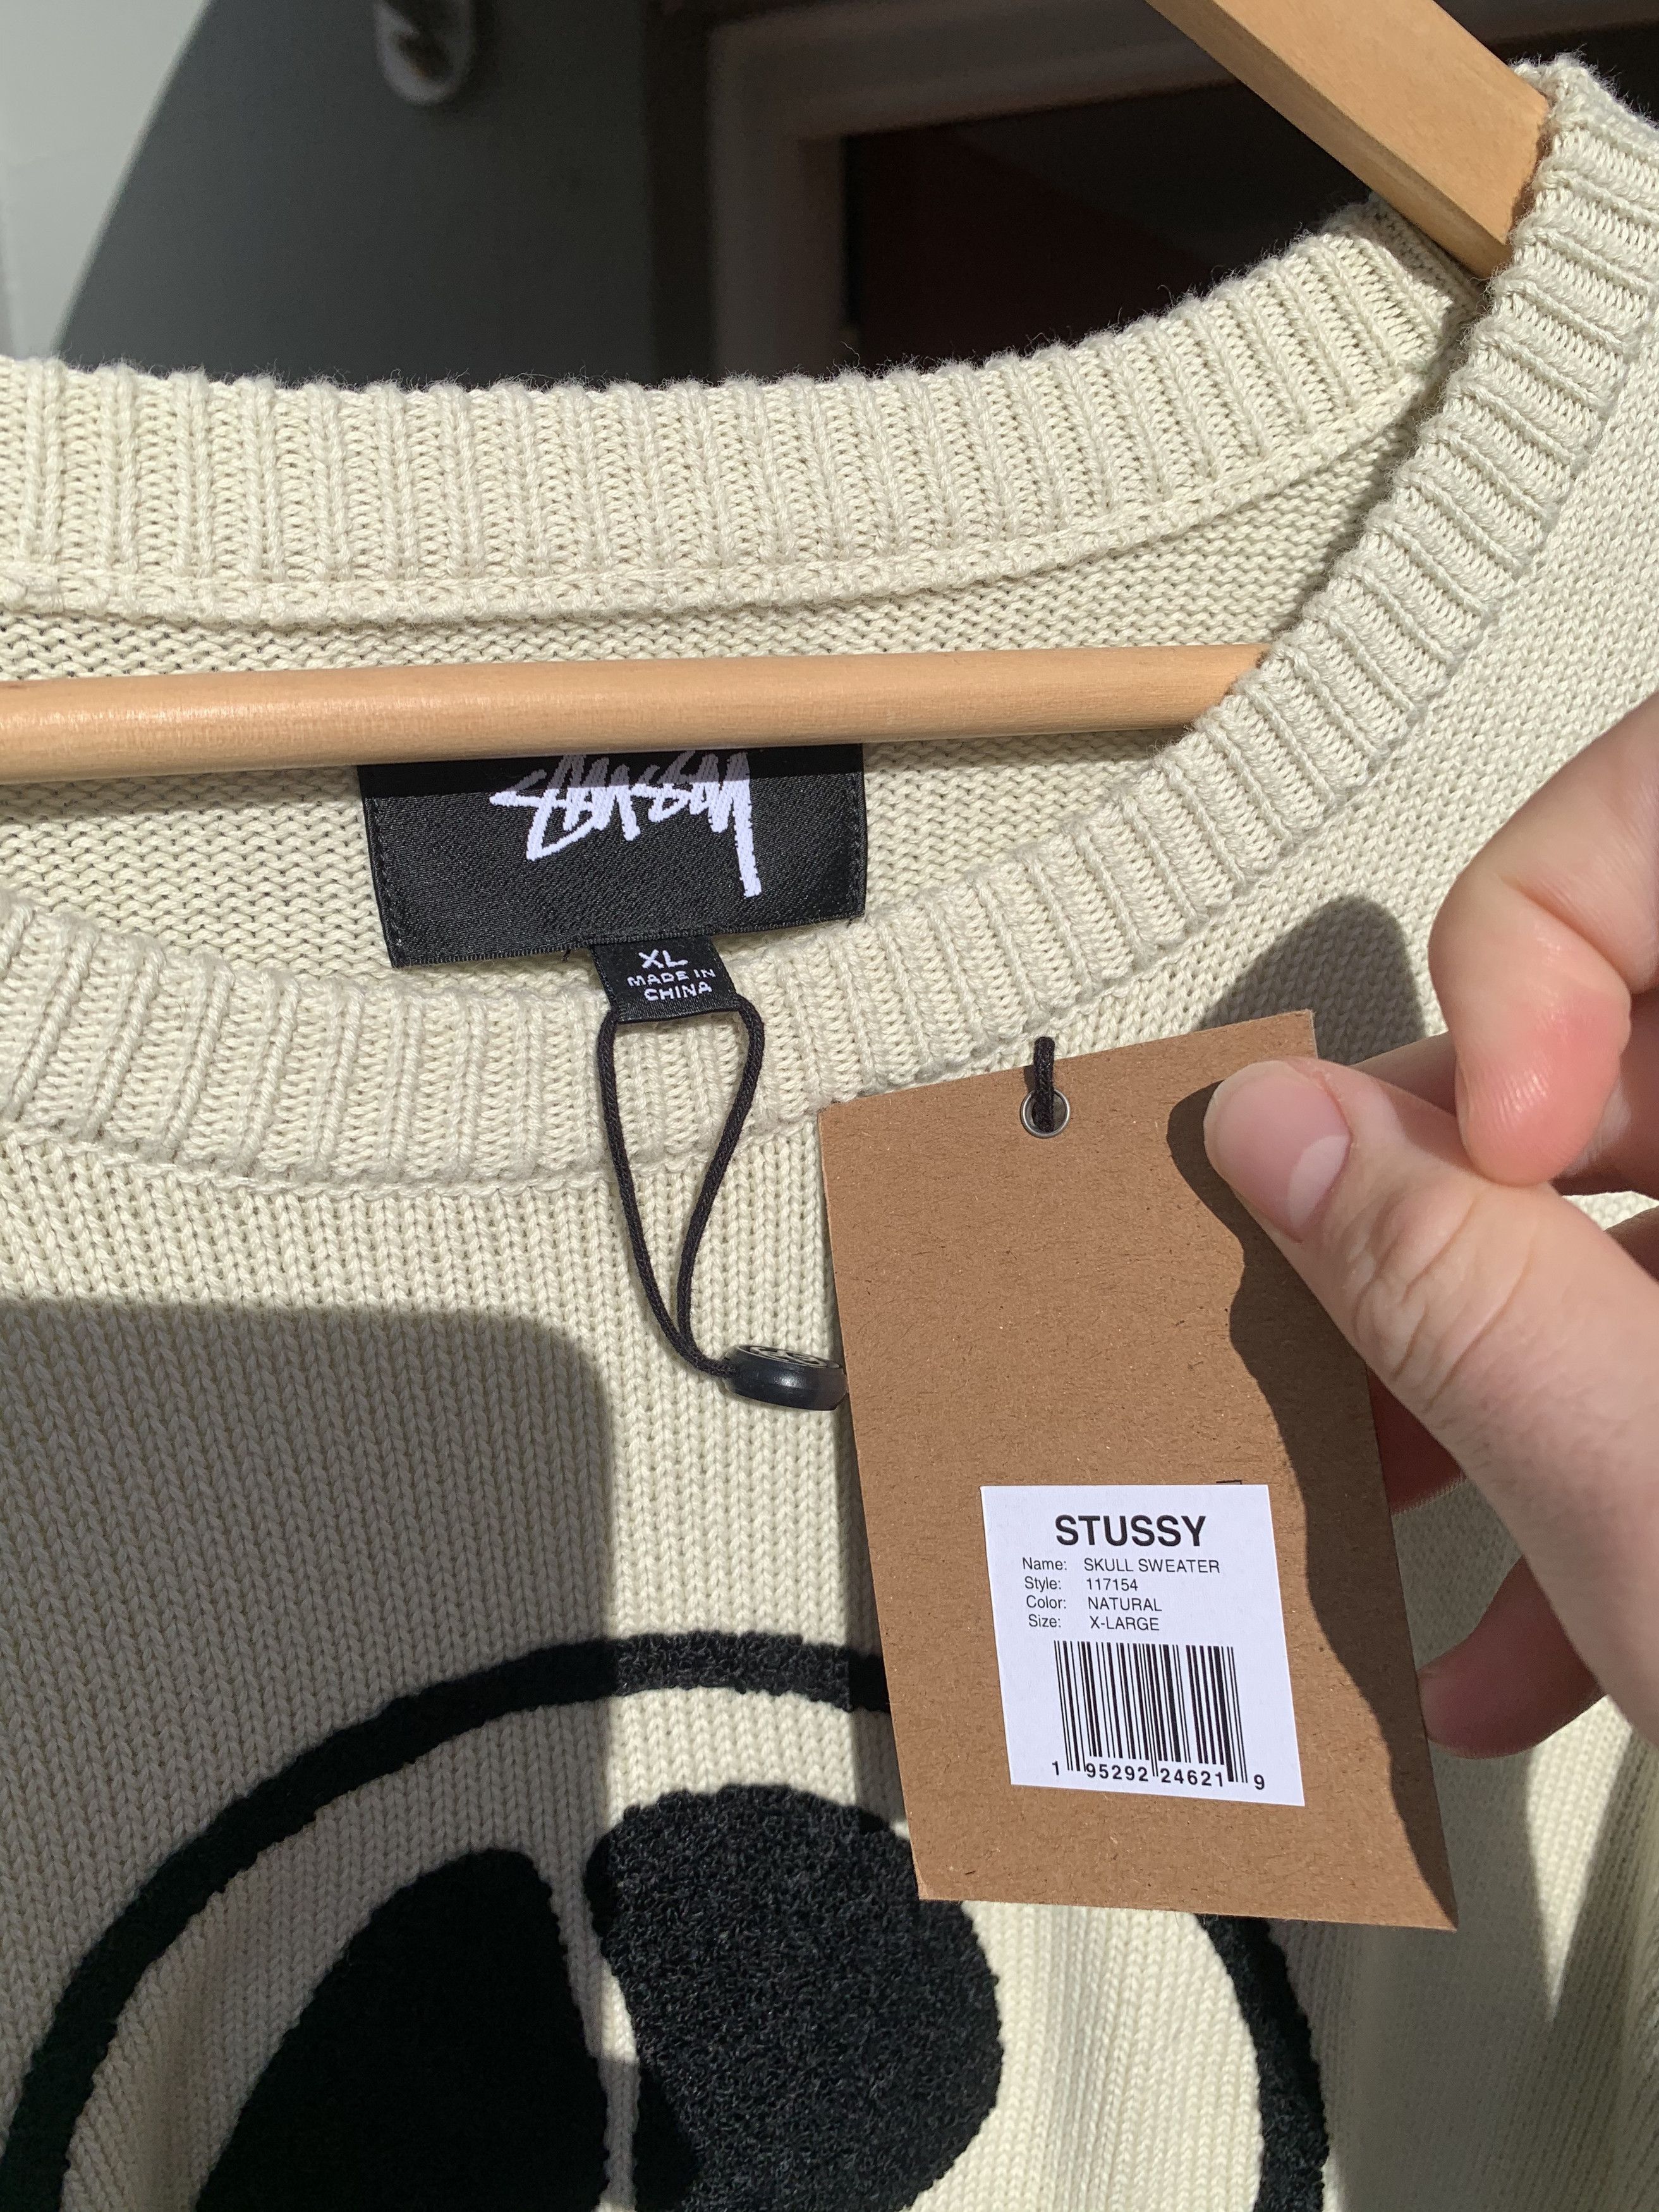 STUSSY
XL
MADE IN
CHINA
STUSSY
Name: SKULL SWEATER
Style: 117154
Color: NATURAL
Size: X-LARGE
1 95292 24621 9